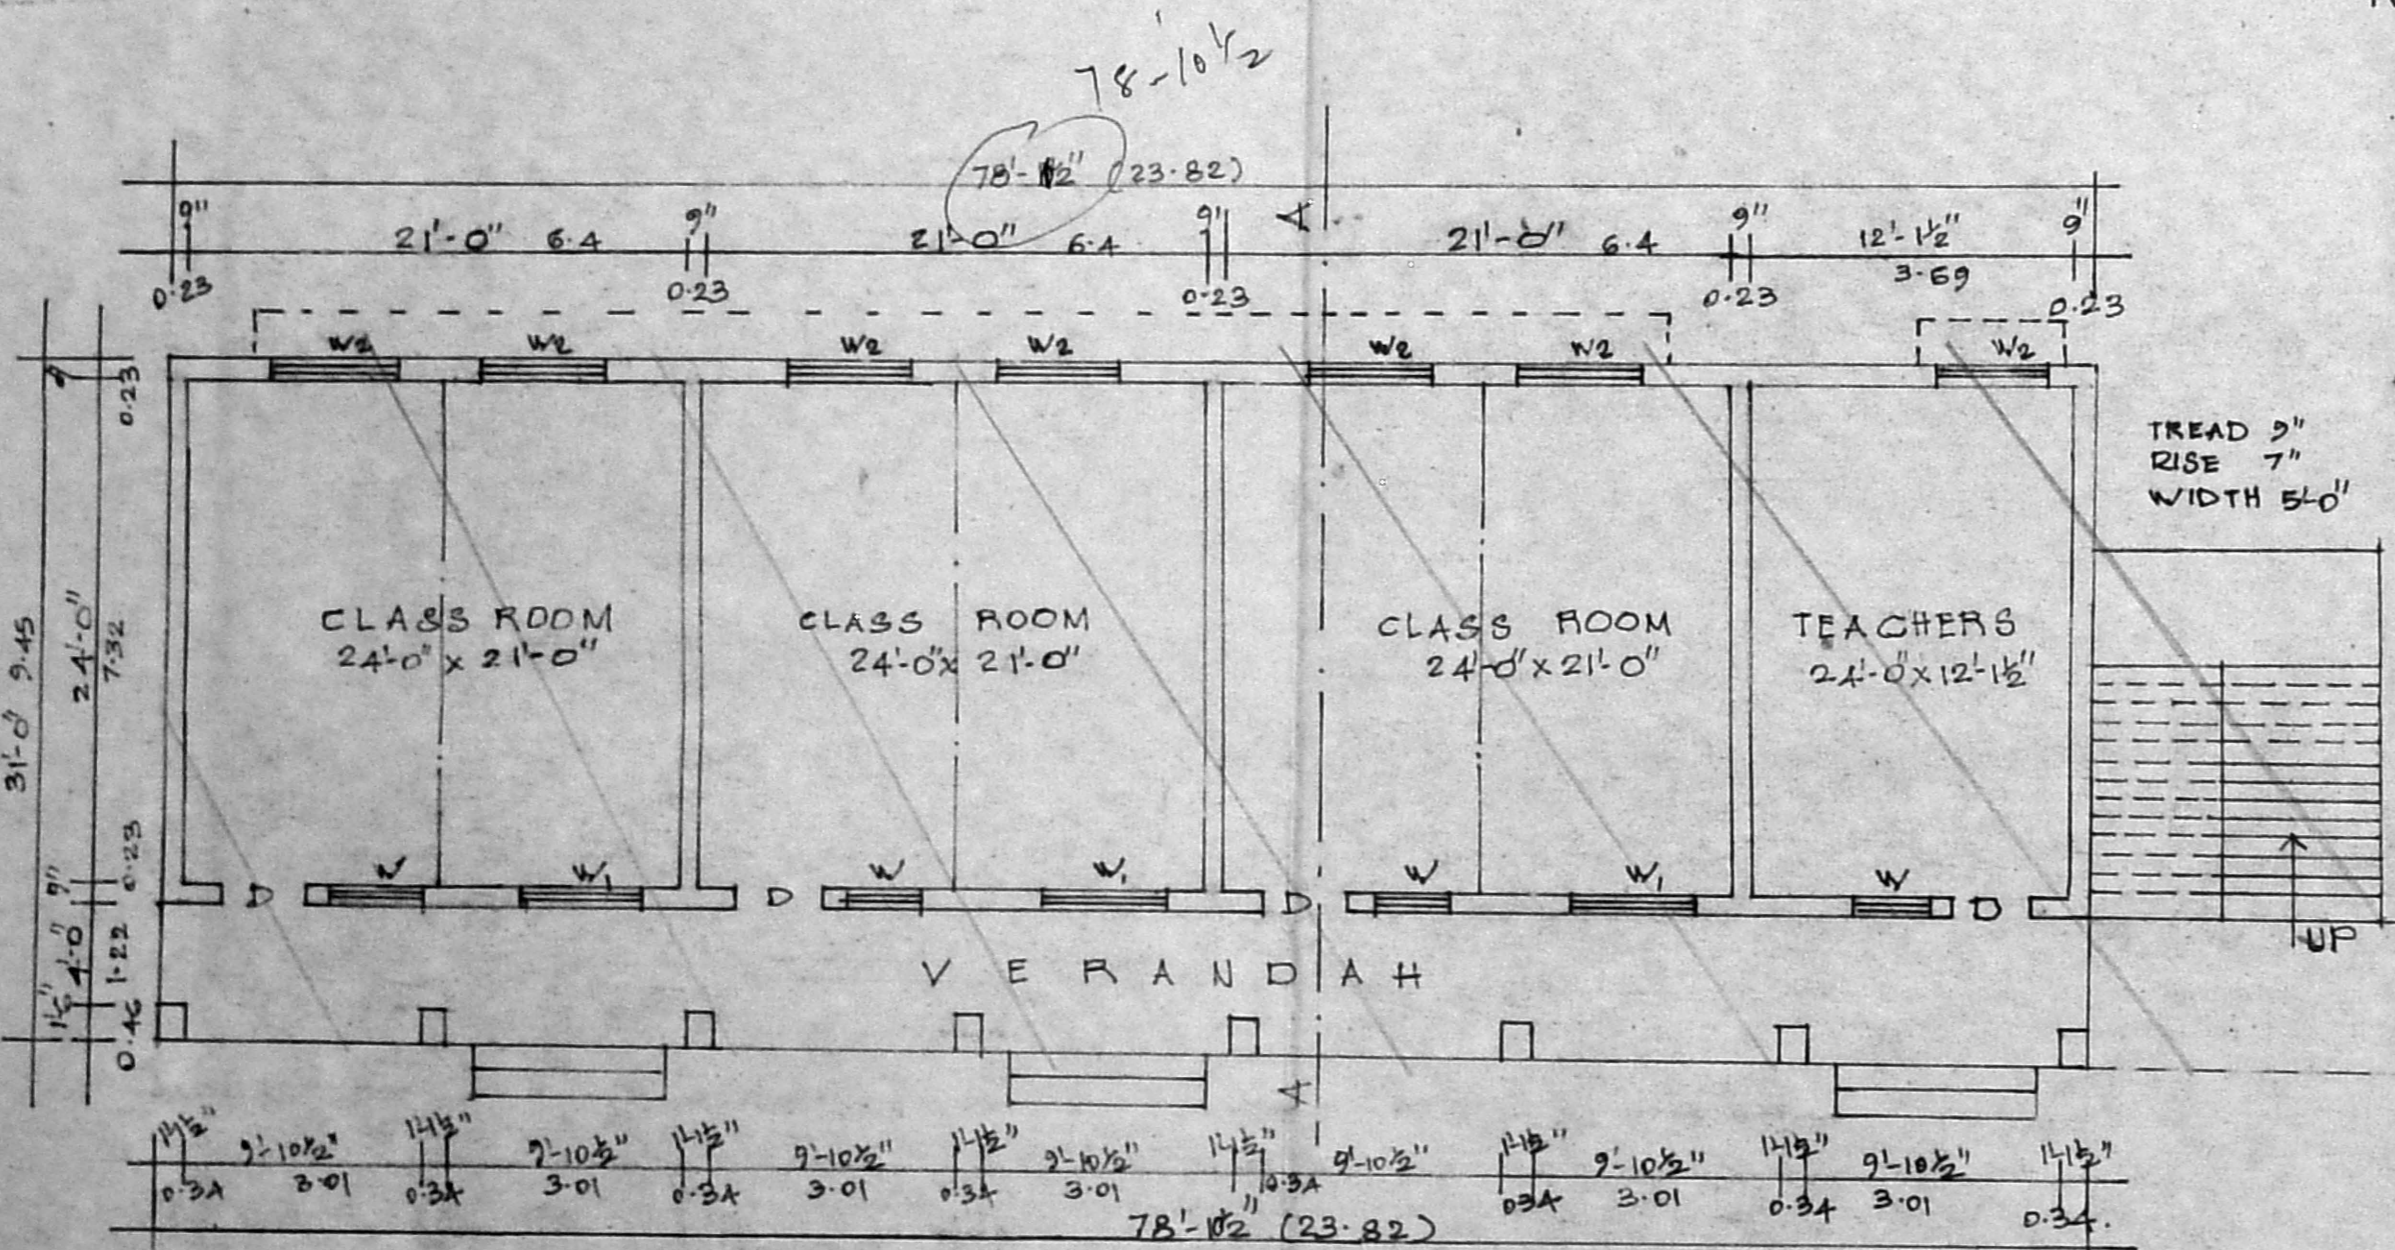 78'-10½
78'-1½" (23.82)
9" 21'-0" 6.4 9" 21'-0" 6.4 9" A 21'-0" 6.4 9" 12'-1½" 9"
0.23 0.23 0.23 0.23 3.69 0.23
W2 W2 W2 W2 W2 W2 W2
9" 0.23
TREAD 9"
RISE 7"
WIDTH 5'-0"
31'-0" 9.45
24'-0" 7.32
CLASS ROOM
24'-0" x 21'-0"
CLASS ROOM
24'-0" x 21'-0"
CLASS ROOM
24'-0" x 21'-0"
TEACHERS
24'-0" x 12'-1½"
9" 0.23
D W W1 D W W1 D W W1 W D
UP
4'-0" 1.22
VERANDAH
1'-6" 0.46
A
1'-1½" 9'-10½" 1'-1½" 9'-10½" 1'-1½" 9'-10½" 1'-1½" 9'-10½" 1'-1½" 9'-10½" 1'-1½" 9'-10½" 1'-1½" 9'-10½" 1'-1½"
0.34 3.01 0.34 3.01 0.34 3.01 0.34 3.01 0.34 0.34 3.01 0.34 3.01 0.34.
78'-10½" (23.82)